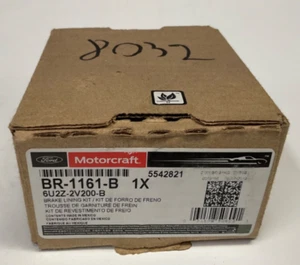 8032
Ford
Motorcraft.
5542821
BR-1161-B 1X
6U2Z-2V200-B
BRAKE LINING KIT / KIT DE FORRO DE FRENO
TROUSSE DE GARNITURE DE FREIN
KIT DE REVESTIMENTO DE FREIO